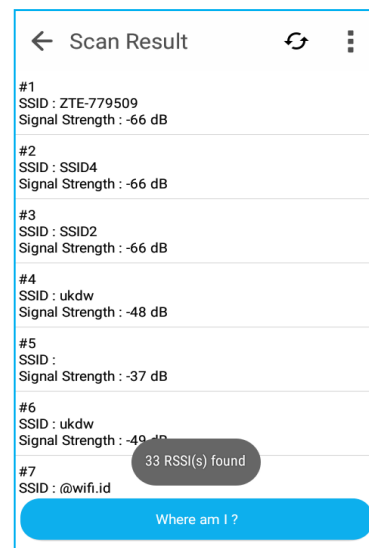 Scan Result
#1
SSID : ZTE-779509
Signal Strength : -66 dB
#2
SSID : SSID4
Signal Strength : -66 dB
#3
SSID : SSID2
Signal Strength : -66 dB
#4
SSID : ukdw
Signal Strength : -48 dB
#5
SSID :
Signal Strength : -37 dB
#6
SSID : ukdw
Signal Strength : -49 dB
33 RSSI(s) found
#7
SSID : @wifi.id
Where am I ?